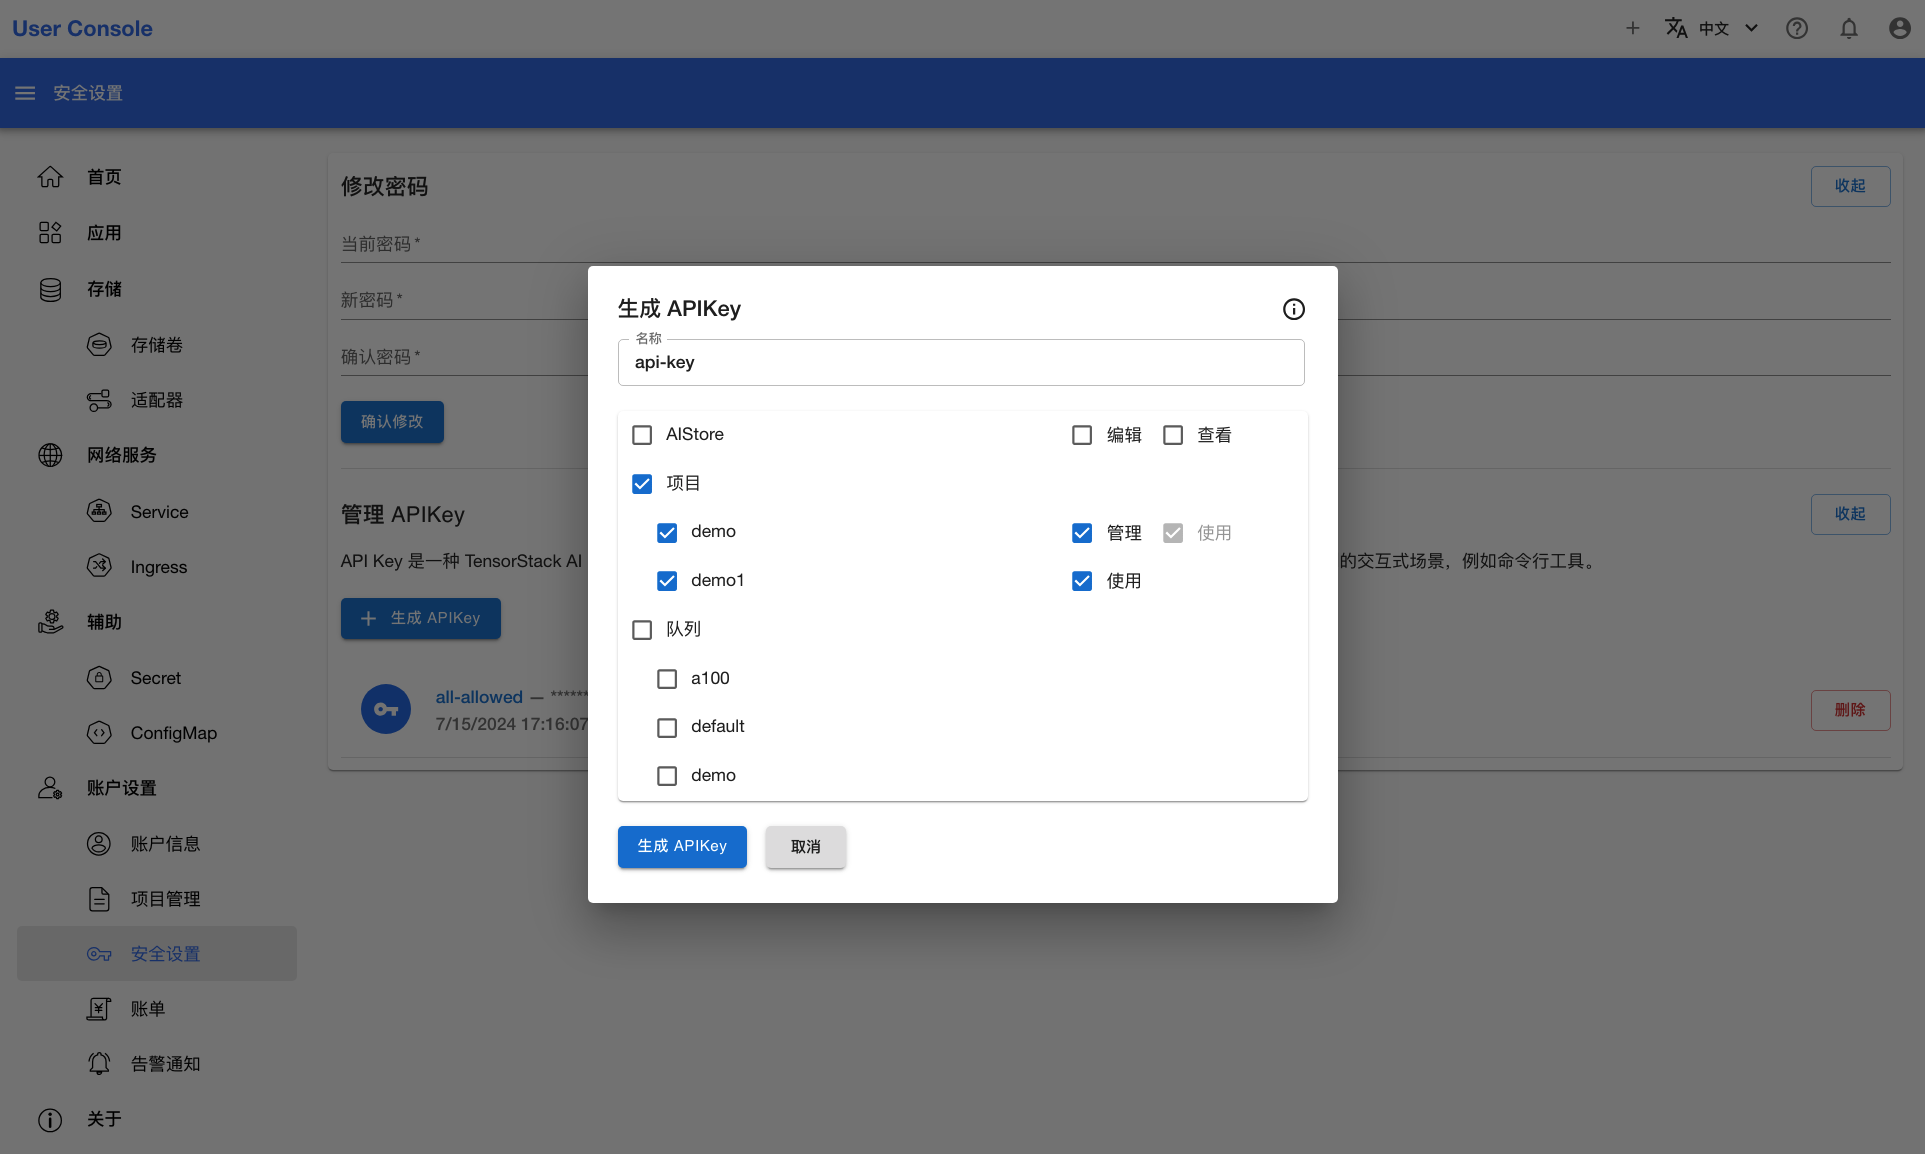 User Console
中文
安全设置
首页
应用
存储
存储卷
适配器
网络服务
Service
Ingress
辅助
Secret
ConfigMap
账户设置
账户信息
项目管理
安全设置
账单
告警通知
关于
修改密码
收起
当前密码 *
新密码 *
确认密码 *
确认修改
管理 APIKey
收起
API Key 是一种 TensorStack AI
的交互式场景，例如命令行工具。
生成 APIKey
all-allowed — ******
7/15/2024 17:16:07
删除
生成 APIKey
名称
api-key
AIStore 编辑 查看
项目
demo 管理 使用
demo1 使用
队列
a100
default
demo
生成 APIKey
取消